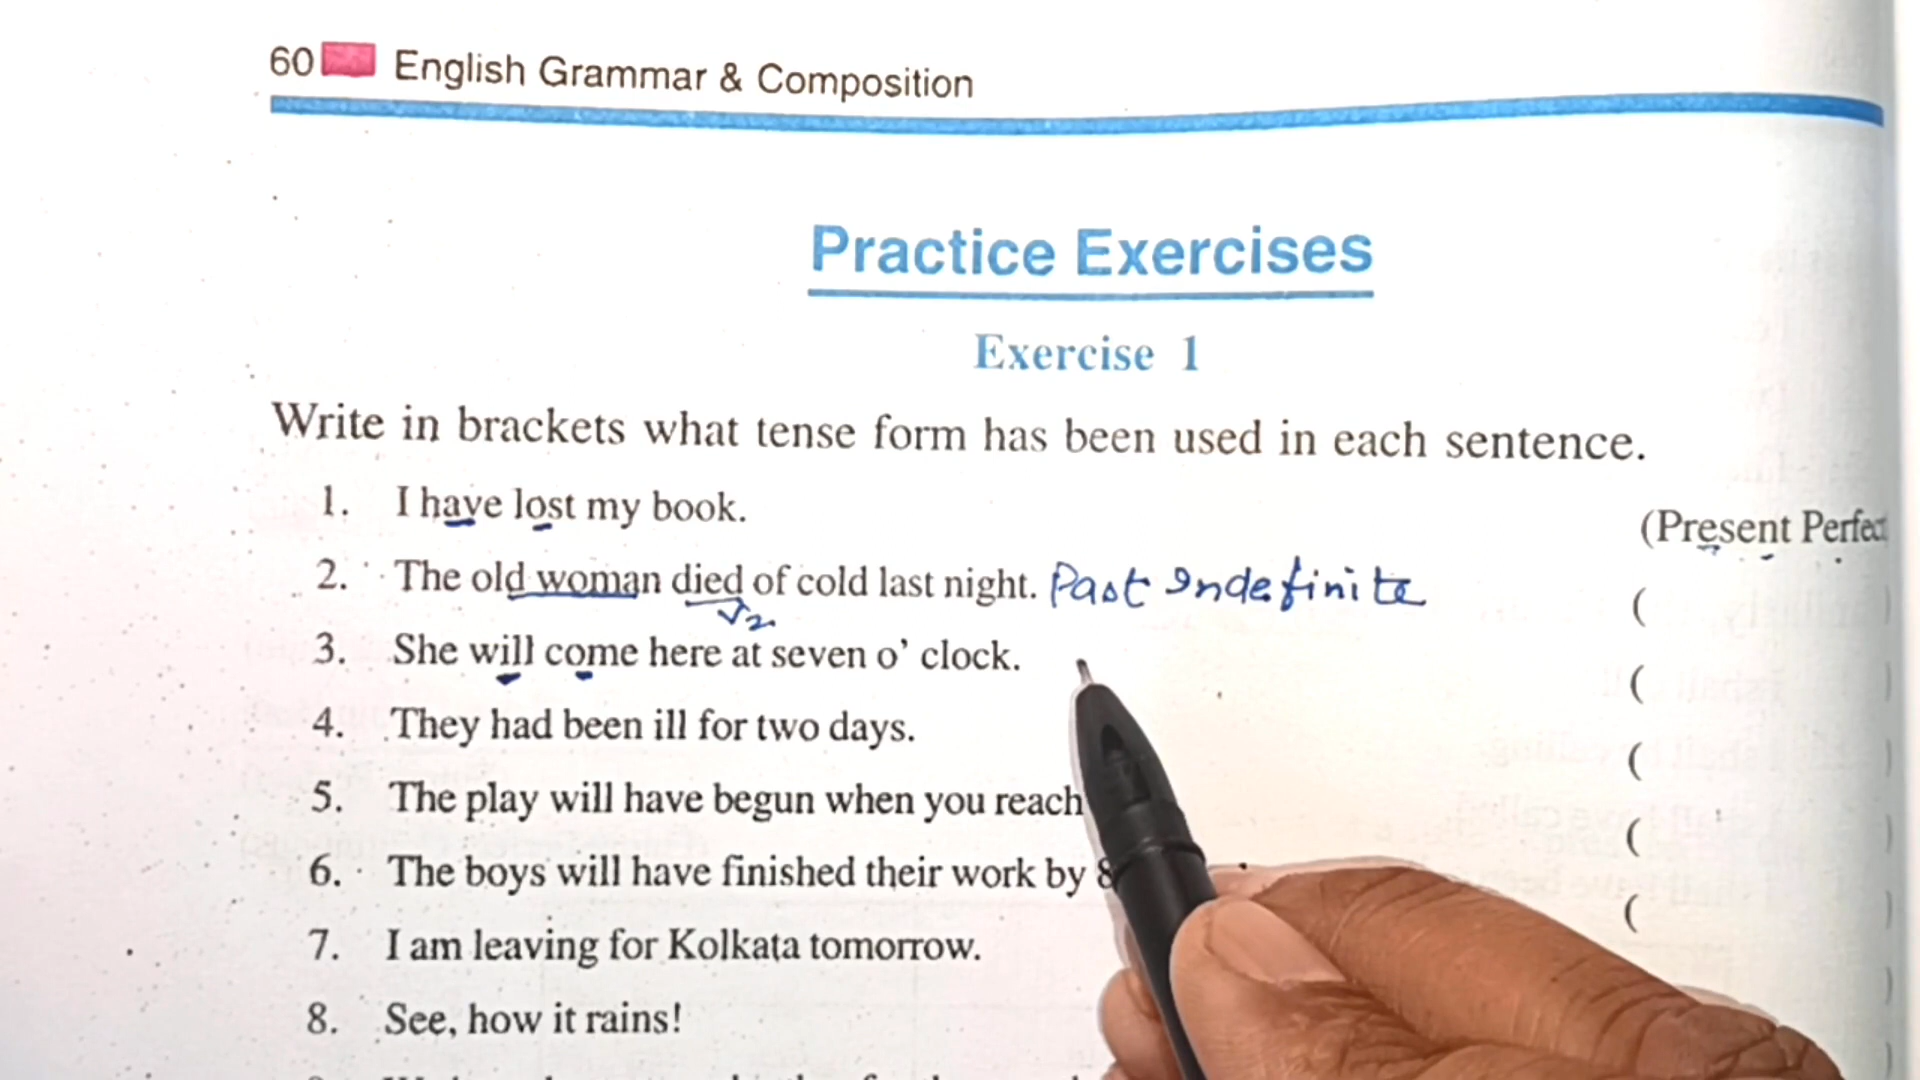 60 English Grammar & Composition
Practice Exercises
Exercise 1
Write in brackets what tense form has been used in each sentence.
1. I have lost my book. (Present Perfect
2. The old woman died of cold last night. Past Indefinite ( )
V2
3. She will come here at seven o' clock. ( )
4. They had been ill for two days. ( )
5. The play will have begun when you reach ( )
6. The boys will have finished their work by 8 ( )
7. I am leaving for Kolkata tomorrow. )
8. See, how it rains! )